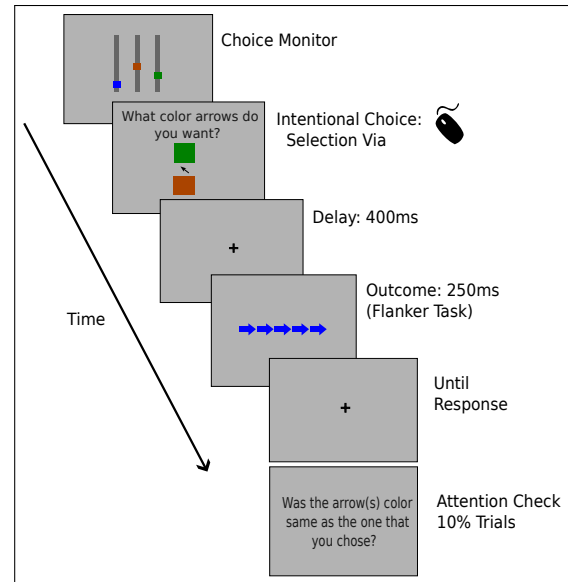 Choice Monitor
What color arrows do
you want?
Intentional Choice:
Selection Via
Delay: 400ms
+
Outcome: 250ms
(Flanker Task)
Time
Until
Response
+
Was the arrow(s) color
same as the one that
you chose?
Attention Check
10% Trials